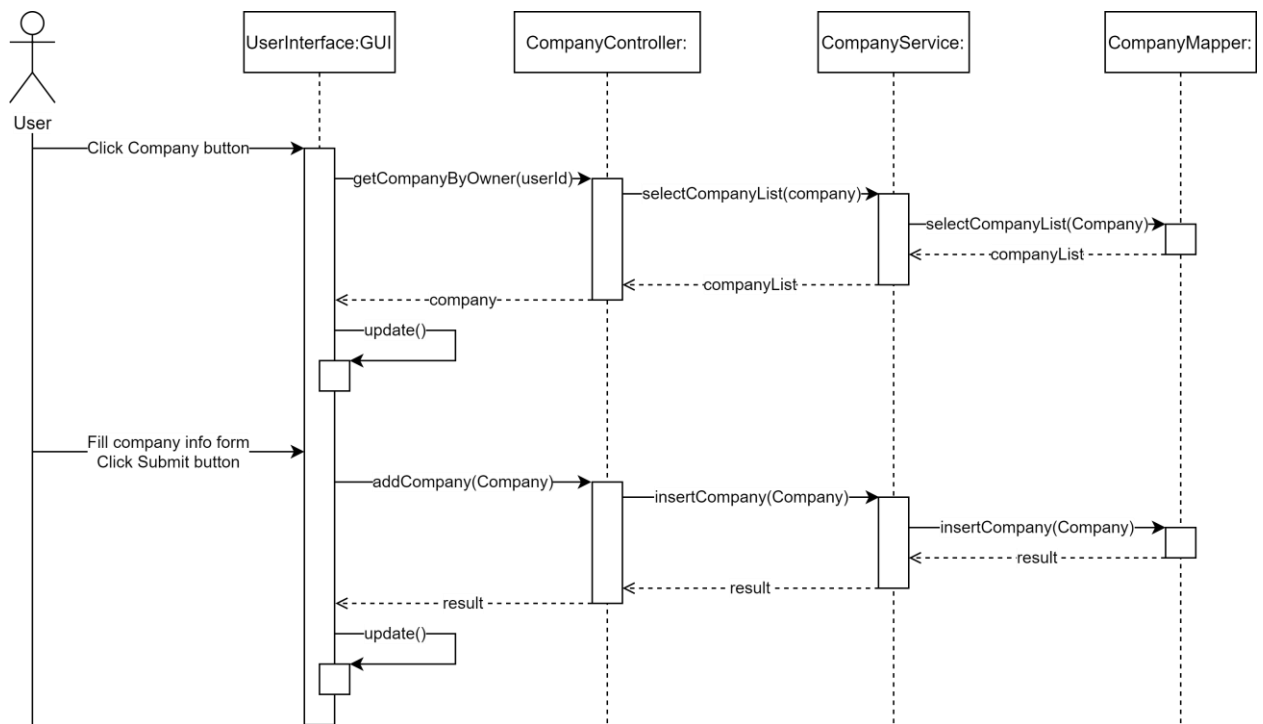 UserInterface:GUI
CompanyController:
CompanyService:
CompanyMapper:
User
Click Company button
getCompanyByOwner(userId)
selectCompanyList(company)
selectCompanyList(Company)
companyList
companyList
company
update()
Fill company info form
Click Submit button
addCompany(Company)
insertCompany(Company)
insertCompany(Company)
result
result
result
update()